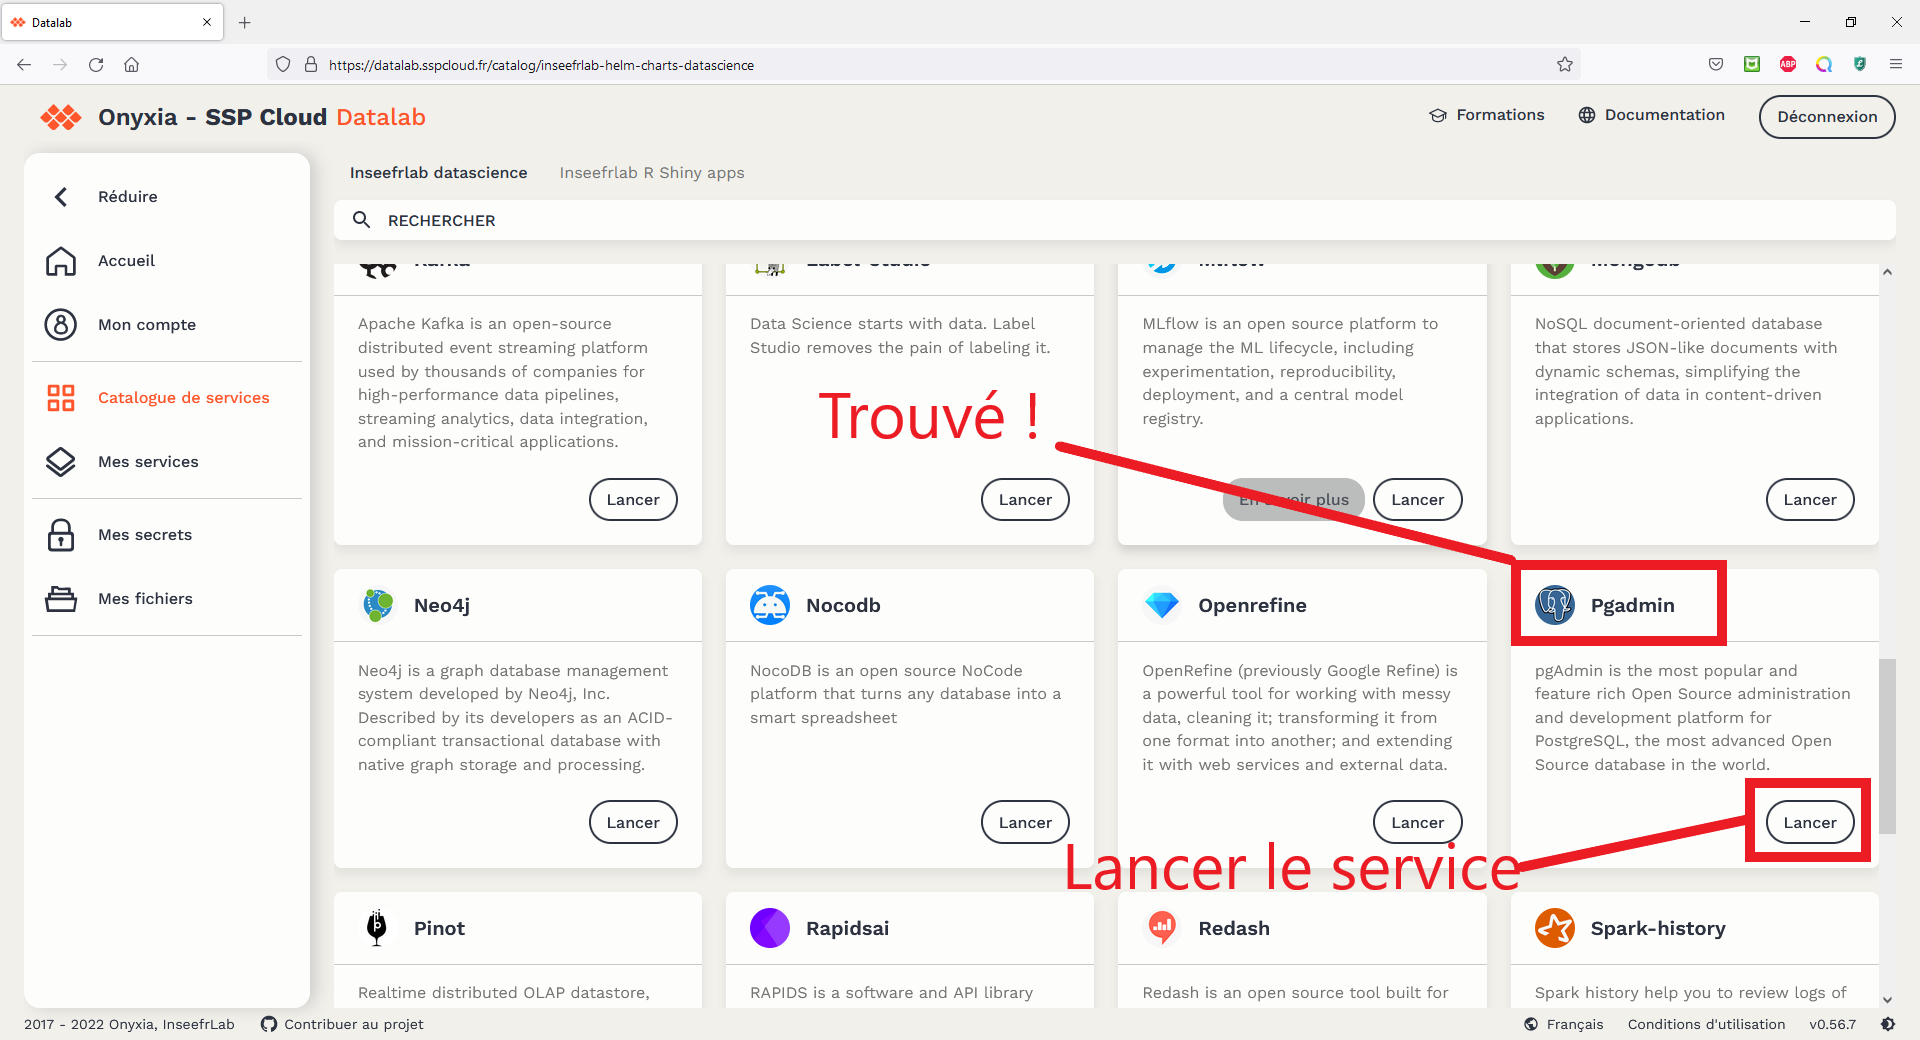 Datalab
https://datalab.sspcloud.fr/catalog/inseefrlab-helm-charts-datascience
ABP
Onyxia - SSP Cloud Datalab
Formations
Documentation
Déconnexion
Réduire
Accueil
Mon compte
Catalogue de services
Mes services
Mes secrets
Mes fichiers
Inseefrlab datascience
Inseefrlab R Shiny apps
RECHERCHER
Kafka
Apache Kafka is an open-source
distributed event streaming platform
used by thousands of companies for
high-performance data pipelines,
streaming analytics, data integration,
and mission-critical applications.
Lancer
Label Studio
Data Science starts with data. Label
Studio removes the pain of labeling it.
Lancer
Mlflow
MLflow is an open source platform to
manage the ML lifecycle, including
experimentation, reproducibility,
deployment, and a central model
registry.
En savoir plus
Lancer
Mongodb
NoSQL document-oriented database
that stores JSON-like documents with
dynamic schemas, simplifying the
integration of data in content-driven
applications.
Lancer
Trouvé !
Neo4j
Neo4j is a graph database management
system developed by Neo4j, Inc.
Described by its developers as an ACID-
compliant transactional database with
native graph storage and processing.
Lancer
Nocodb
NocoDB is an open source NoCode
platform that turns any database into a
smart spreadsheet
Lancer
Openrefine
OpenRefine (previously Google Refine) is
a powerful tool for working with messy
data, cleaning it; transforming it from
one format into another; and extending
it with web services and external data.
Lancer
Pgadmin
pgAdmin is the most popular and
feature rich Open Source administration
and development platform for
PostgreSQL, the most advanced Open
Source database in the world.
Lancer
Lancer le service
Pinot
Realtime distributed OLAP datastore,
Rapidsai
RAPIDS is a software and API library
Redash
Redash is an open source tool built for
Spark-history
Spark history help you to review logs of
2017 - 2022 Onyxia, InseefrLab
Contribuer au projet
Français
Conditions d'utilisation
v0.56.7